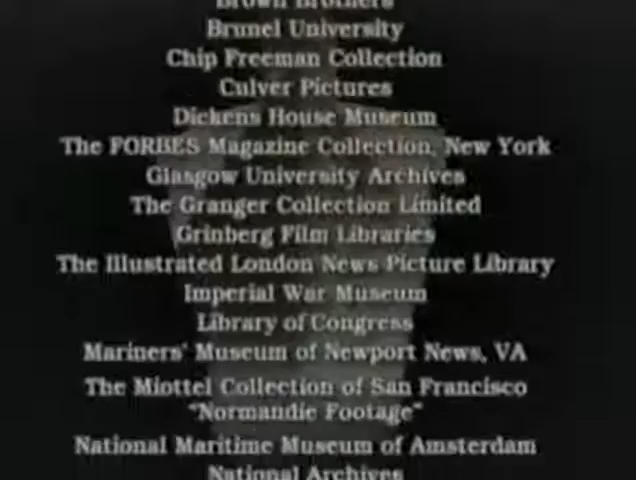 Brown Brothers
Brunel University
Chip Freeman Collection
Culver Pictures
Dickens House Museum
The FORBES Magazine Collection, New York
Glasgow University Archives
The Granger Collection Limited
Grinberg Film Libraries
The Illustrated London News Picture Library
Imperial War Museum
Library of Congress
Mariners' Museum of Newport News, VA
The Miottel Collection of San Francisco
"Normandie Footage"
National Maritime Museum of Amsterdam
National Archives